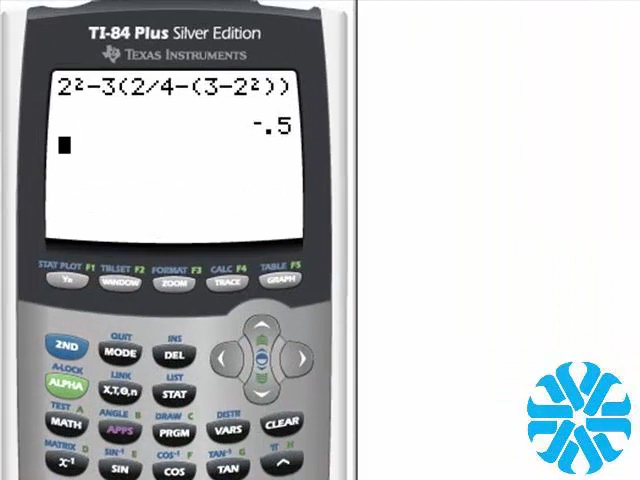 TI-84 Plus Silver Edition
TEXAS INSTRUMENTS
2²-3(2/4-(3-2²))
-.5
STAT PLOT F1 TBLSET F2 FORMAT F3 CALC F4 TABLE F5
Y= WINDOW ZOOM TRACE GRAPH
QUIT INS
2ND MODE DEL
A-LOCK LINK LIST
ALPHA X,T,Θ,n STAT
TEST A ANGLE B DRAW C DISTR
MATH APPS PRGM VARS CLEAR
MATRIX D SIN⁻¹ E COS⁻¹ F TAN⁻¹ G π H
x⁻¹ SIN COS TAN ^